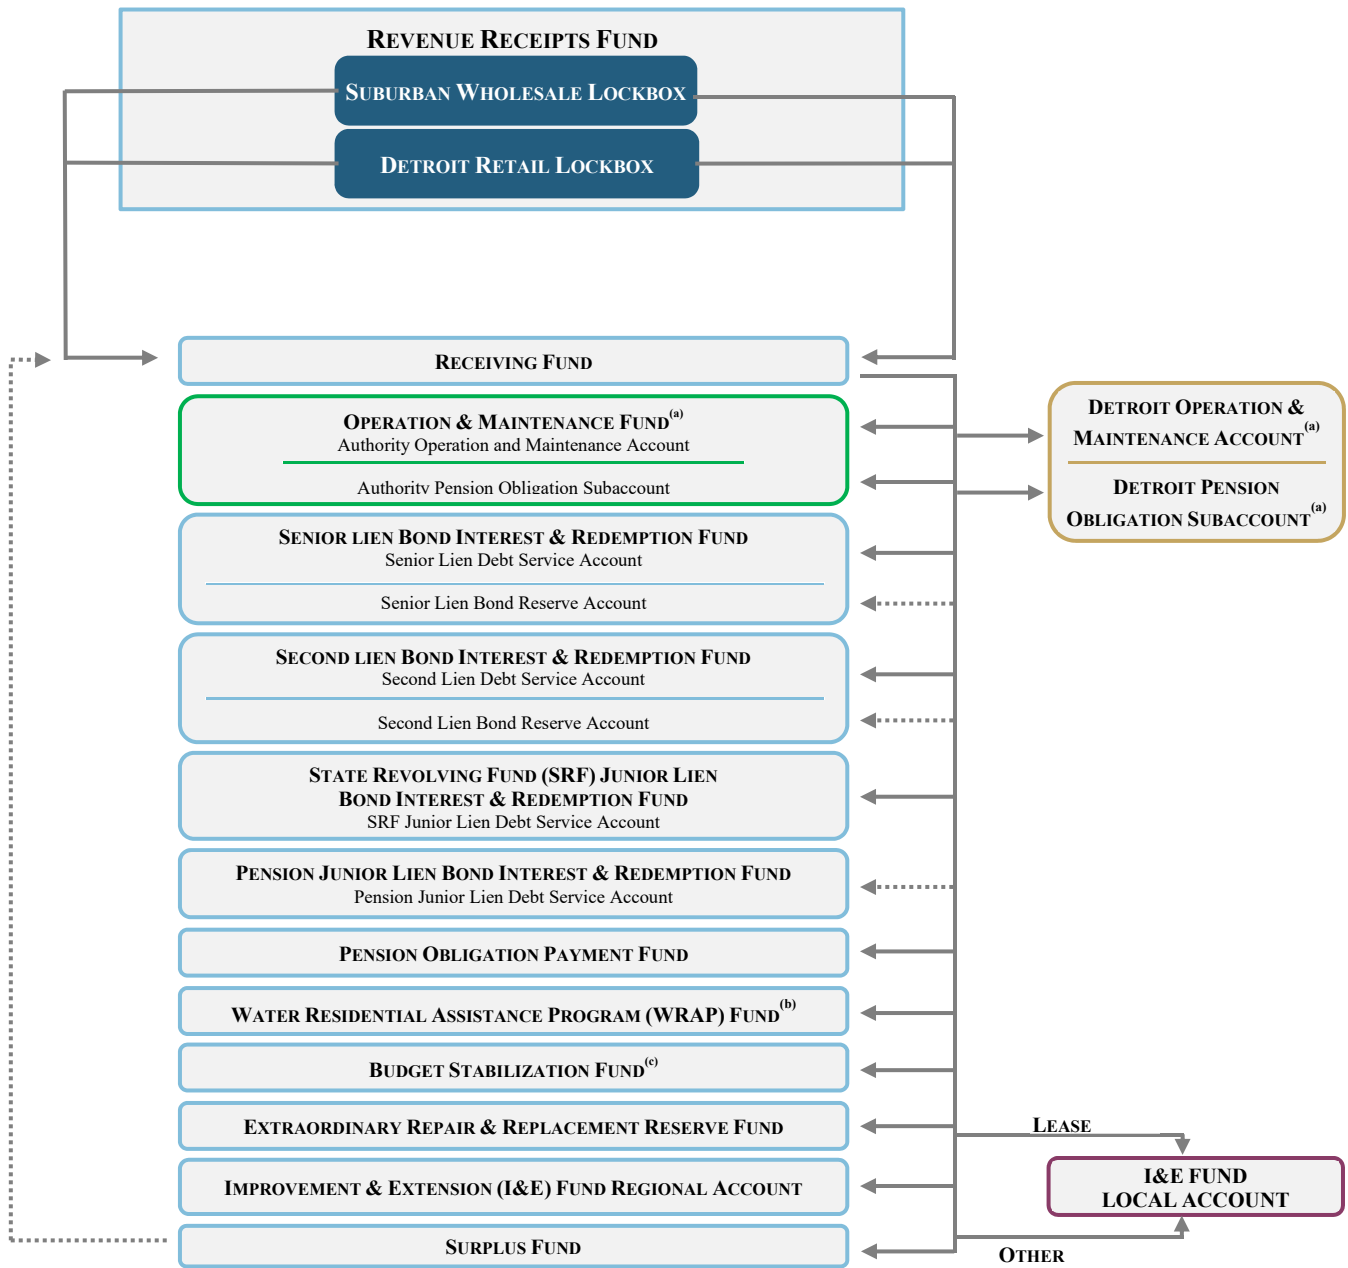 REVENUE RECEIPTS FUND
SUBURBAN WHOLESALE LOCKBOX
DETROIT RETAIL LOCKBOX
RECEIVING FUND
OPERATION & MAINTENANCE FUND(a)
Authority Operation and Maintenance Account
Authority Pension Obligation Subaccount
DETROIT OPERATION &
MAINTENANCE ACCOUNT(a)
DETROIT PENSION
OBLIGATION SUBACCOUNT(a)
SENIOR LIEN BOND INTEREST & REDEMPTION FUND
Senior Lien Debt Service Account
Senior Lien Bond Reserve Account
SECOND LIEN BOND INTEREST & REDEMPTION FUND
Second Lien Debt Service Account
Second Lien Bond Reserve Account
STATE REVOLVING FUND (SRF) JUNIOR LIEN
BOND INTEREST & REDEMPTION FUND
SRF Junior Lien Debt Service Account
PENSION JUNIOR LIEN BOND INTEREST & REDEMPTION FUND
Pension Junior Lien Debt Service Account
PENSION OBLIGATION PAYMENT FUND
WATER RESIDENTIAL ASSISTANCE PROGRAM (WRAP) FUND(b)
BUDGET STABILIZATION FUND(c)
EXTRAORDINARY REPAIR & REPLACEMENT RESERVE FUND
LEASE
IMPROVEMENT & EXTENSION (I&E) FUND REGIONAL ACCOUNT
I&E FUND
LOCAL ACCOUNT
SURPLUS FUND
OTHER